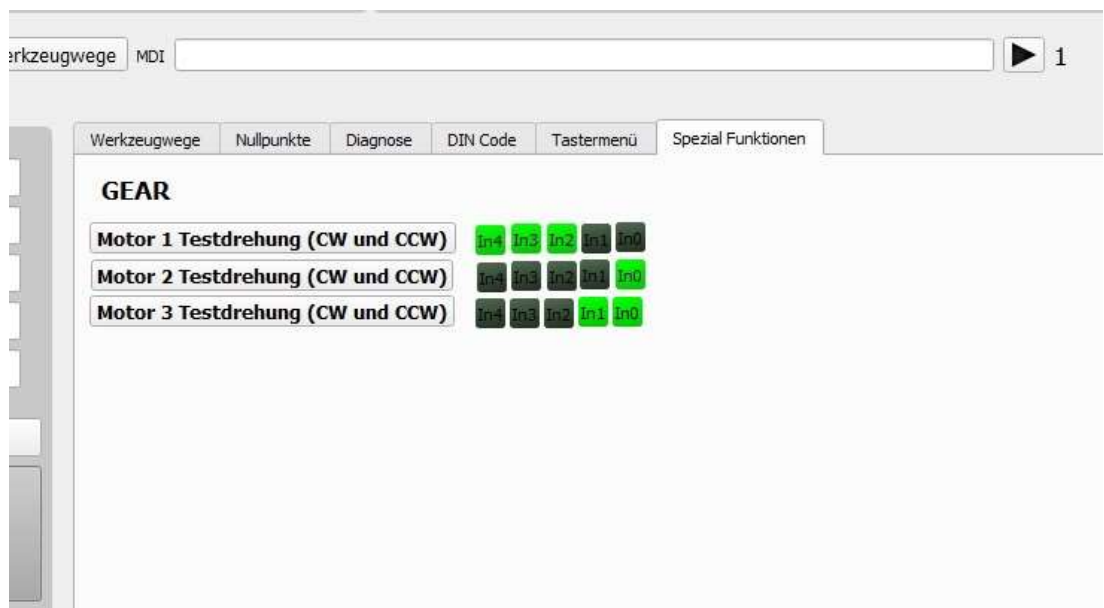 erkzeugwege MDI 1
Werkzeugwege Nullpunkte Diagnose DIN Code Tastermenü Spezial Funktionen
GEAR
Motor 1 Testdrehung (CW und CCW) In4 In3 In2 In1 In0
Motor 2 Testdrehung (CW und CCW) In4 In3 In2 In1 In0
Motor 3 Testdrehung (CW und CCW) In4 In3 In2 In1 In0